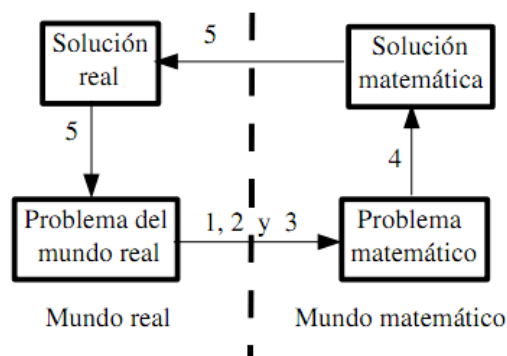 Solución
real
5
Solución
matemática
5
4
Problema del
mundo real
1, 2 y 3
Problema
matemático
Mundo real
Mundo matemático